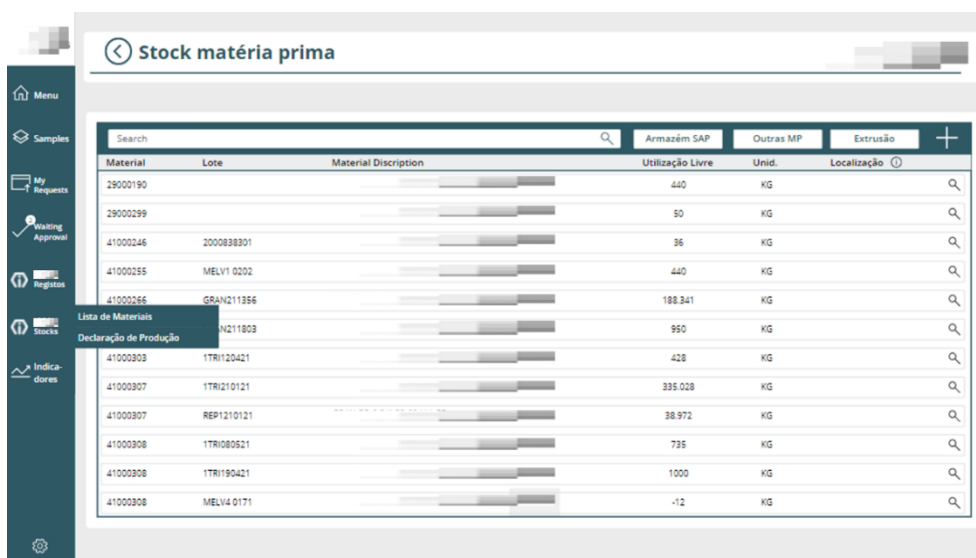 Stock matéria prima
Menu
Samples
My
Requests
2
Waiting
Approval
Registos
Stocks
Lista de Materiais
Declaração de Produção
Indica-
dores
Search Armazém SAP Outras MP Extrusão
Material Lote Material Discription Utilização Livre Unid. Localização
29000190 440 KG
29000299 50 KG
41000246 2000838301 36 KG
41000255 MELV1 0202 440 KG
41000266 GRAN211356 188.341 KG
AN211803 950 KG
41000303 1TRI120421 428 KG
41000307 1TRI210121 335.028 KG
41000307 REP1210121 38.972 KG
41000308 1TRI080521 735 KG
41000308 1TRI190421 1000 KG
41000308 MELV4 0171 -12 KG